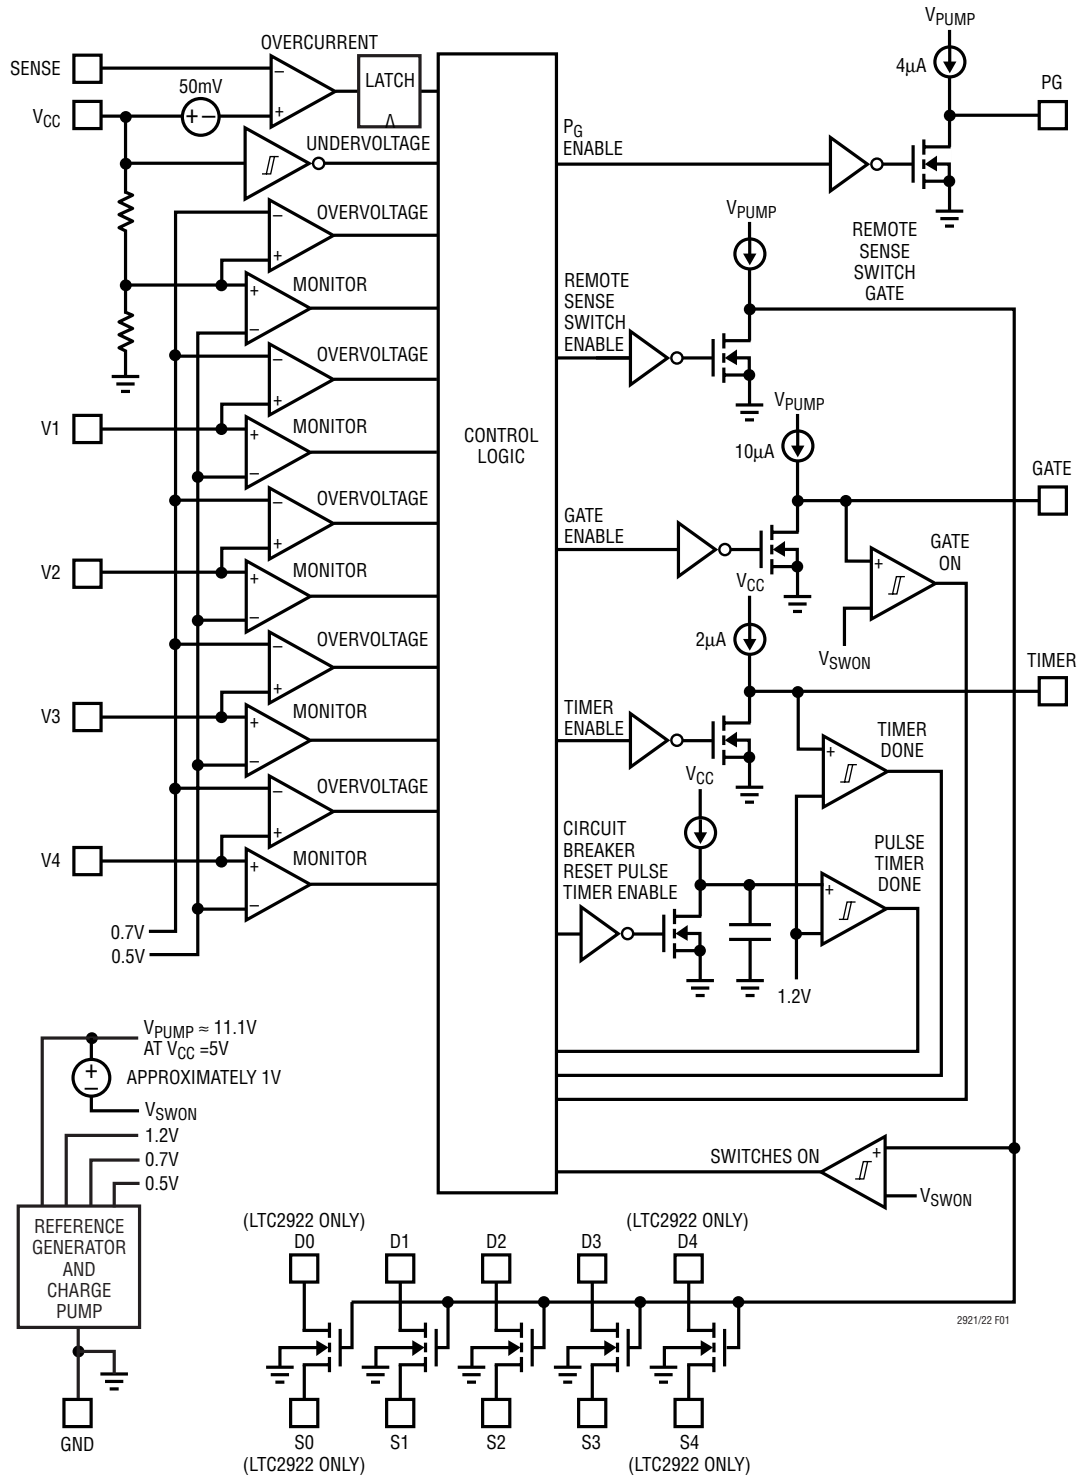 OVERCURRENT
SENSE
50mV
LATCH
VCC
UNDERVOLTAGE
OVERVOLTAGE
MONITOR
OVERVOLTAGE
V1
MONITOR
OVERVOLTAGE
V2
MONITOR
OVERVOLTAGE
V3
MONITOR
OVERVOLTAGE
V4
MONITOR
0.7V
0.5V
CONTROL
LOGIC
VPUMP
4µA
PG
PG
ENABLE
VPUMP
REMOTE
SENSE
SWITCH
GATE
REMOTE
SENSE
SWITCH
ENABLE
VPUMP
10µA
GATE
GATE
ENABLE
GATE
ON
VSWON
VCC
2µA
TIMER
TIMER
ENABLE
TIMER
DONE
VCC
CIRCUIT
BREAKER
RESET PULSE
TIMER ENABLE
PULSE
TIMER
DONE
1.2V
VPUMP ≈ 11.1V
AT VCC =5V
APPROXIMATELY 1V
VSWON
1.2V
0.7V
0.5V
REFERENCE
GENERATOR
AND
CHARGE
PUMP
GND
SWITCHES ON
VSWON
(LTC2922 ONLY)
(LTC2922 ONLY)
D0 D1 D2 D3 D4
2921/22 F01
S0 S1 S2 S3 S4
(LTC2922 ONLY)
(LTC2922 ONLY)